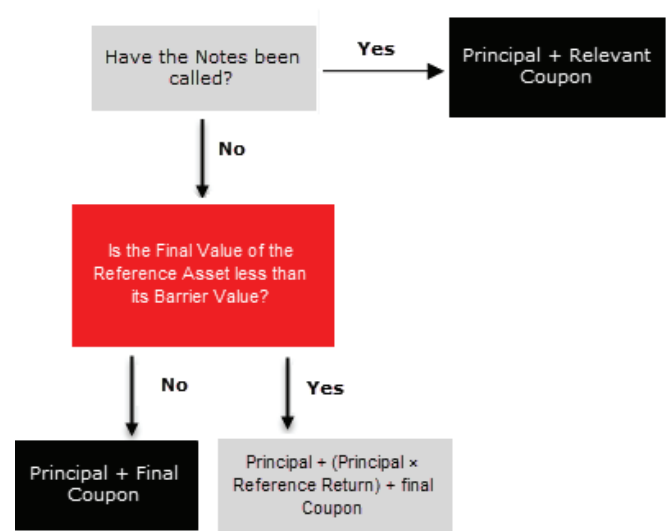 Have the Notes been
called?
Yes
Principal + Relevant
Coupon
No
Is the Final Value of the
Reference Asset less than
its Barrier Value?
No
Yes
Principal + Final
Coupon
Principal + (Principal ×
Reference Return) + final
Coupon